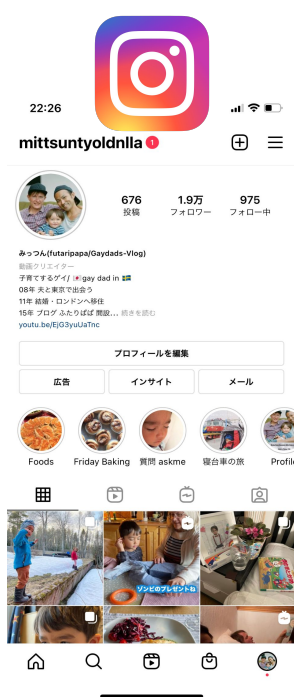 22:26
mittsuntyoldnlla 1
676 1.9万 975
投稿 フォロワー フォロー中
みっつん(futaripapa/Gaydads-Vlog)
動画クリエイター
子育てするゲイ/ 🇯🇵gay dad in 🇸🇪
08年 夫と東京で出会う
11年 結婚・ロンドンへ移住
15年 ブログ ふたりぱぱ 開設... 続きを読む
youtu.be/EjG3yuUaTnc
プロフィールを編集
広告 インサイト メール
Foods Friday Baking 質問 askme 寝台車の旅 Profile
ゾンビのプレゼントね